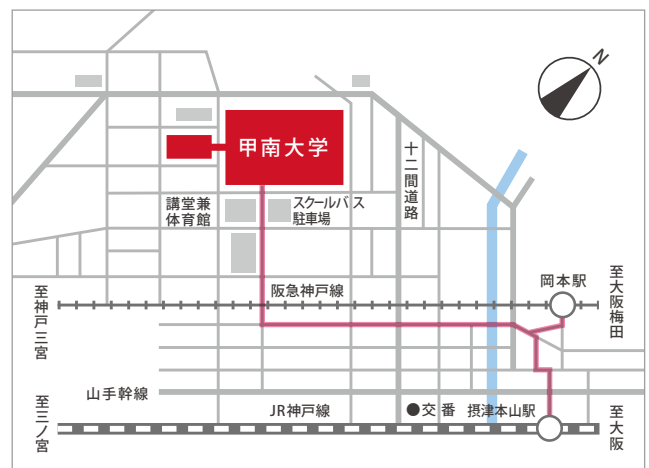 N
甲南大学
十二間道路
講堂兼
体育館
スクールバス
駐車場
岡本駅
至大阪梅田
阪急神戸線
至神戸三宮
山手幹線
JR神戸線
●交番
摂津本山駅
至三ノ宮
至大阪